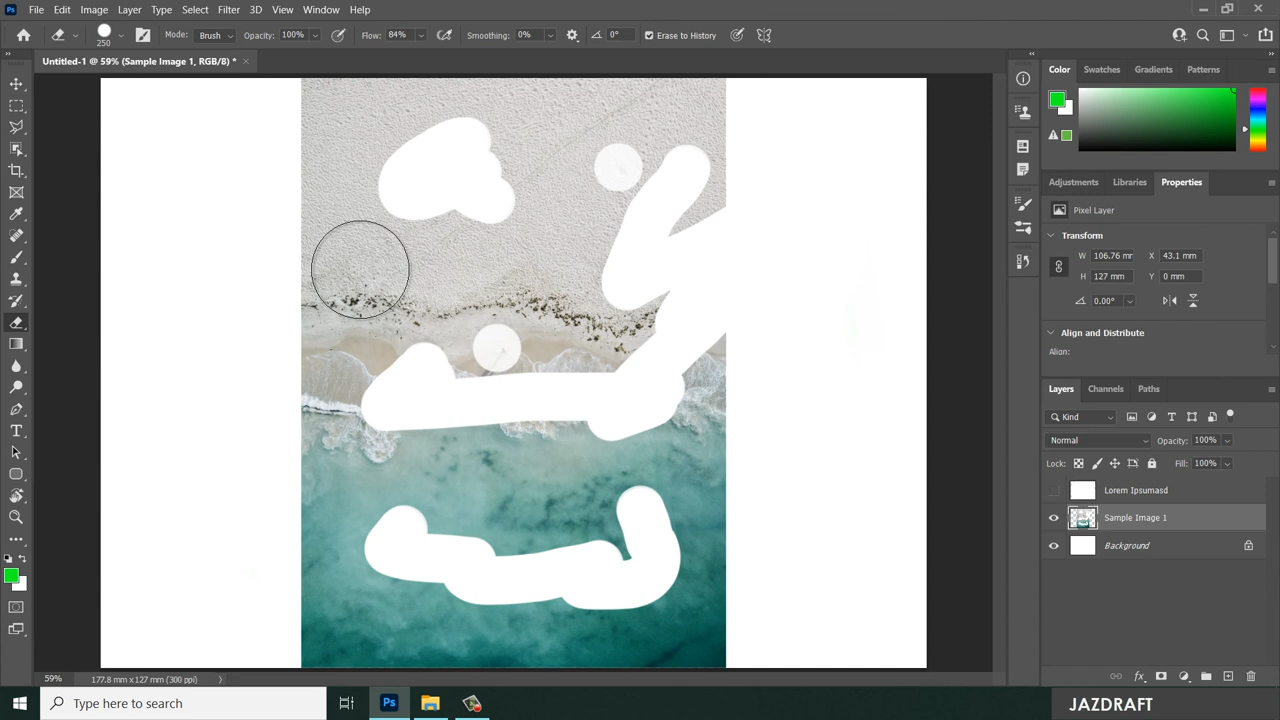 Ps File Edit Image Layer Type Select Filter 3D View Window Help
250 Mode: Brush Opacity: 100% Flow: 84% Smoothing: 0% 0° Erase to History
Untitled-1 @ 59% (Sample Image 1, RGB/8) *
Color Swatches Gradients Patterns
Adjustments Libraries Properties
Pixel Layer
Transform
W 106.76 mr X 43.1 mm
H 127 mm Y 0 mm
0.00°
Align and Distribute
Align:
Layers Channels Paths
Kind
Normal Opacity: 100%
Lock: Fill: 100%
Lorem Ipsumasd
Sample Image 1
Background
59% 177.8 mm x 127 mm (300 ppi)
Type here to search
Ps
JAZDRAFT